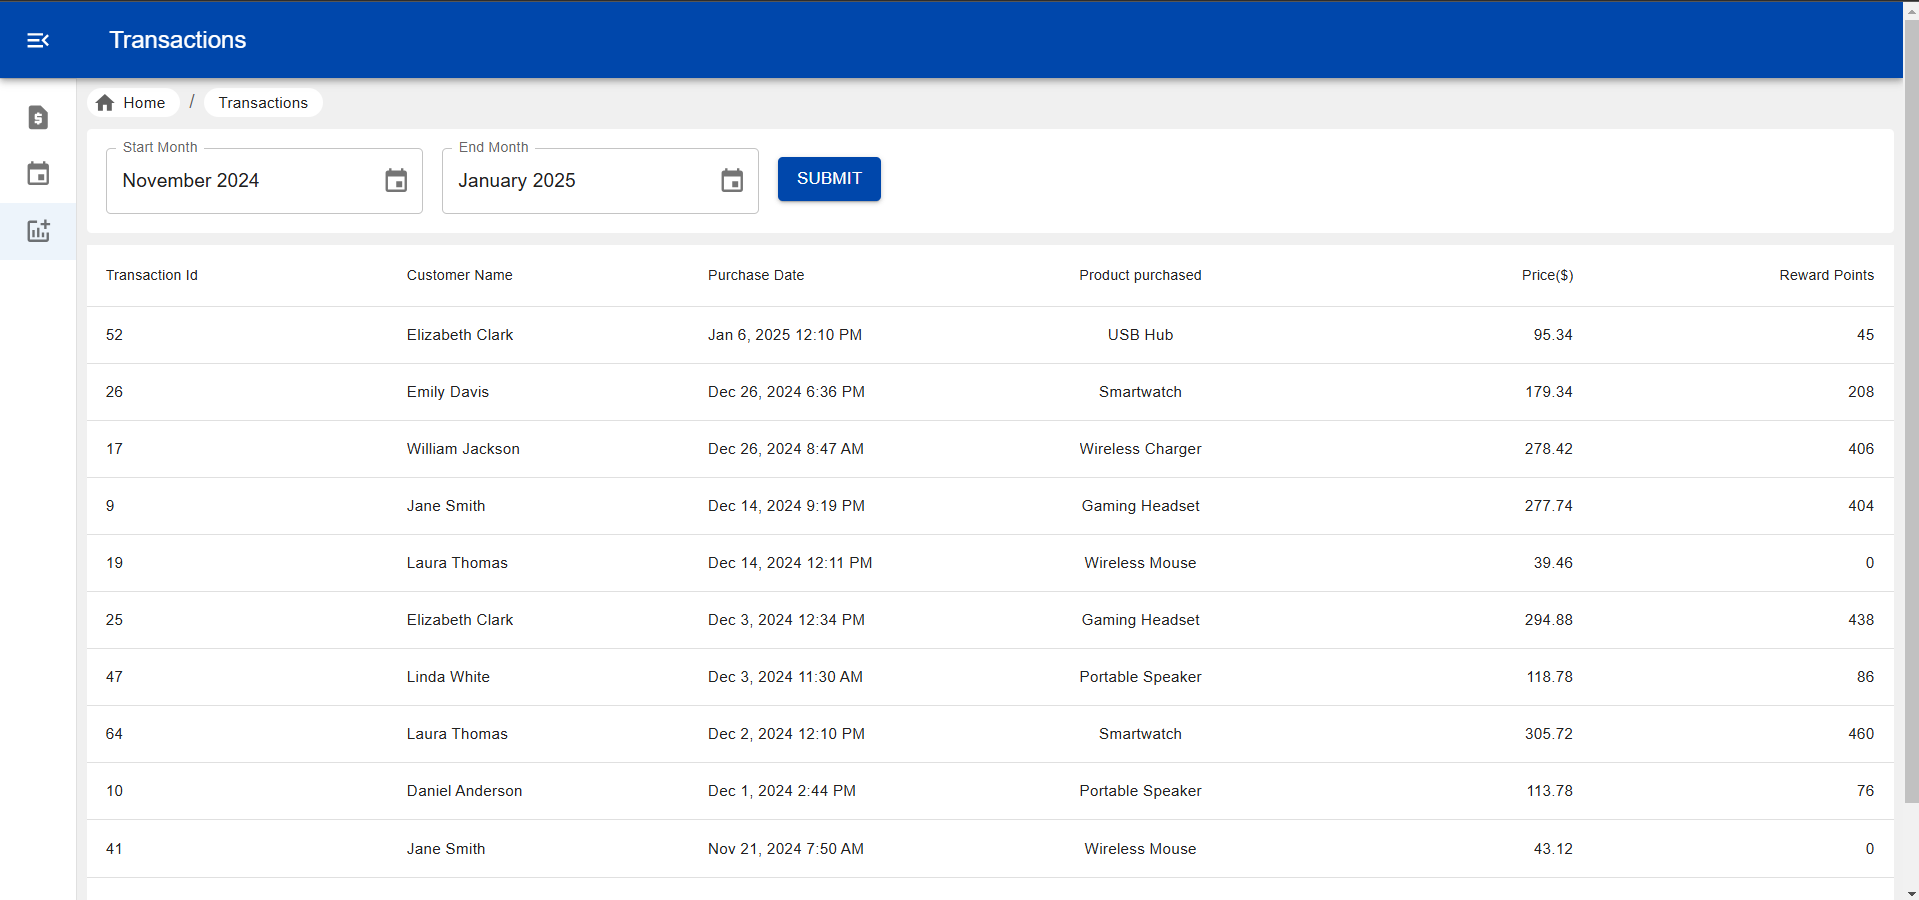 Transactions
Home / Transactions
Start Month End Month
November 2024 January 2025 SUBMIT
Transaction Id Customer Name Purchase Date Product purchased Price($) Reward Points
52 Elizabeth Clark Jan 6, 2025 12:10 PM USB Hub 95.34 45
26 Emily Davis Dec 26, 2024 6:36 PM Smartwatch 179.34 208
17 William Jackson Dec 26, 2024 8:47 AM Wireless Charger 278.42 406
9 Jane Smith Dec 14, 2024 9:19 PM Gaming Headset 277.74 404
19 Laura Thomas Dec 14, 2024 12:11 PM Wireless Mouse 39.46 0
25 Elizabeth Clark Dec 3, 2024 12:34 PM Gaming Headset 294.88 438
47 Linda White Dec 3, 2024 11:30 AM Portable Speaker 118.78 86
64 Laura Thomas Dec 2, 2024 12:10 PM Smartwatch 305.72 460
10 Daniel Anderson Dec 1, 2024 2:44 PM Portable Speaker 113.78 76
41 Jane Smith Nov 21, 2024 7:50 AM Wireless Mouse 43.12 0